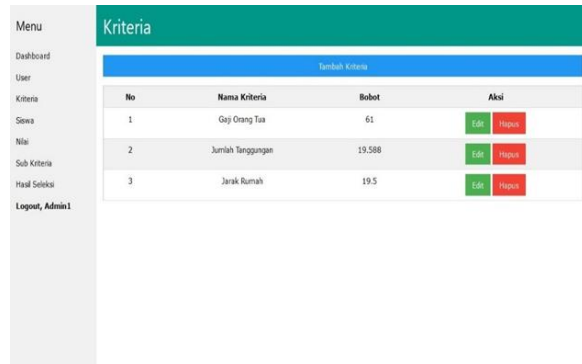 Menu
Dashboard
User
Kriteria
Siswa
Nilai
Sub Kriteria
Hasil Seleksi
Logout, Admin1
Kriteria
Tambah Kriteria
No Nama Kriteria Bobot Aksi
1 Gaji Orang Tua 61 Edit Hapus
2 Jumlah Tanggungan 19.588 Edit Hapus
3 Jarak Rumah 19.5 Edit Hapus